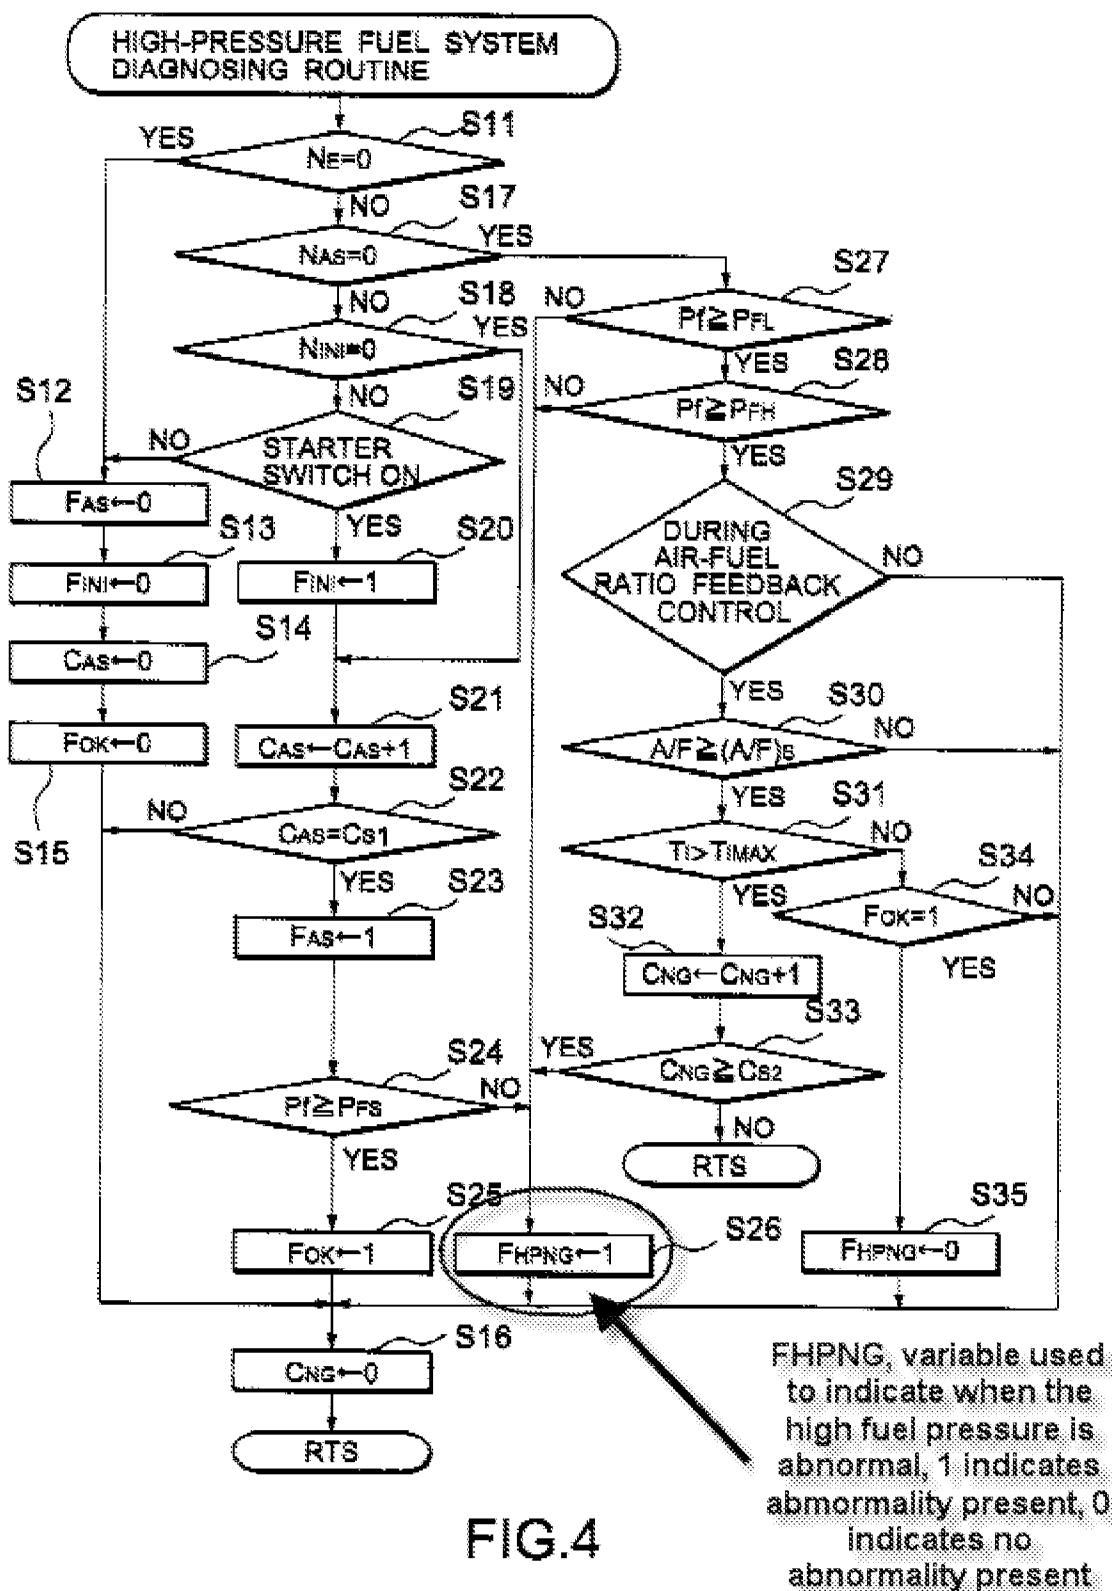 HIGH-PRESSURE FUEL SYSTEM
DIAGNOSING ROUTINE
S11
YES
NE=0
NO
S17
YES
NAS=0
NO
S18
YES
NINI=0
NO
S19
NO
STARTER
SWITCH ON
YES
S12
FAS←0
S13
FINI←0
S14
CAS←0
FOK←0
S15
S20
FINI←1
S21
CAS←CAS+1
S22
NO
CAS=CS1
YES
S23
FAS←1
S24
NO
Pf≧PFS
YES
S25
FOK←1
S26
FHPNG←1
S16
CNG←0
RTS
S27
NO
Pf≧PFL
YES
S28
NO
Pf≧PFH
YES
S29
DURING
AIR-FUEL
RATIO FEEDBACK
CONTROL
NO
YES
S30
NO
A/F≧(A/F)S
YES
S31
NO
TI>TIMAX
YES
S34
NO
FOK=1
YES
S32
CNG←CNG+1
S33
YES
CNG≧CS2
NO
RTS
S35
FHPNG←0
FHPNG, variable used
to indicate when the
high fuel pressure is
abnormal, 1 indicates
abmormality present, 0
indicates no
abnormality present
FIG.4